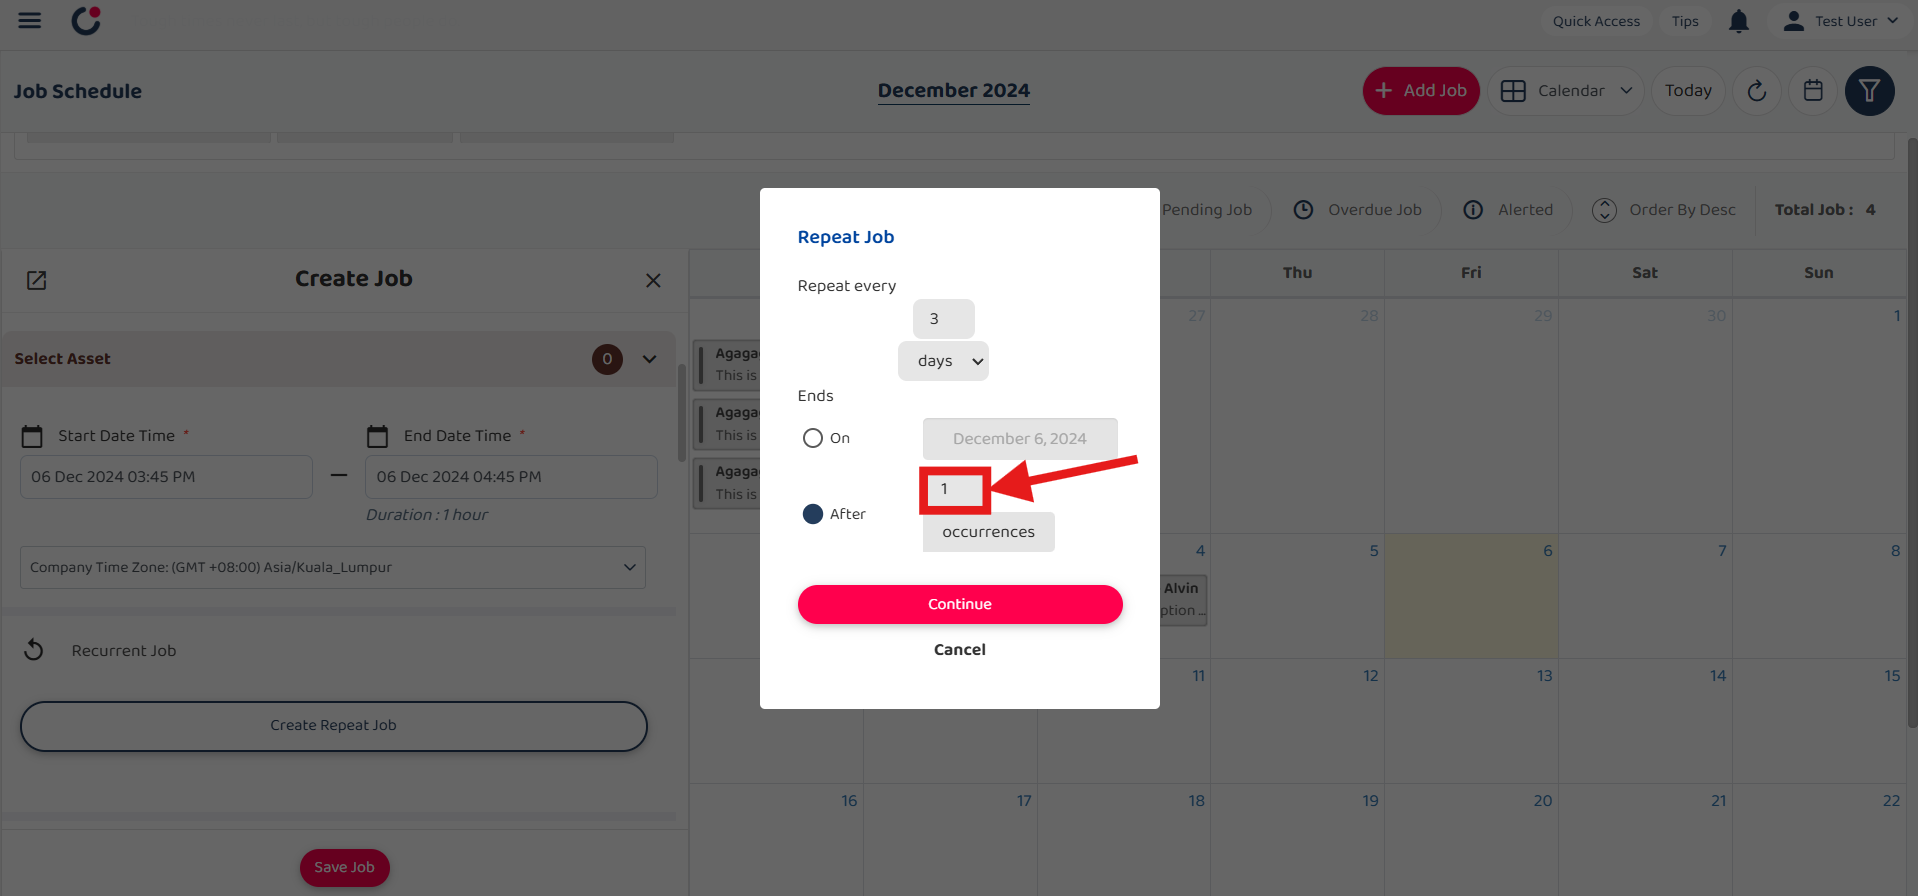 Quick Access
Tips
Test User
Job Schedule
December 2024
Add Job
Calendar
Today
Pending Job
Overdue Job
Alerted
Order By Desc
Total Job : 4
Create Job
Select Asset
0
Start Date Time *
End Date Time *
06 Dec 2024 03:45 PM
—
06 Dec 2024 04:45 PM
Duration : 1 hour
Company Time Zone: (GMT +08:00) Asia/Kuala_Lumpur
Recurrent Job
Create Repeat Job
Save Job
Repeat Job
Repeat every
3
days
Ends
On
December 6, 2024
1
After
occurrences
Continue
Cancel
Thu
Fri
Sat
Sun
27
28
29
30
1
Agaga
This is
Agaga
This is
Agaga
This is
4
5
6
7
8
Alvin
ption ...
11
12
13
14
15
16
17
18
19
20
21
22